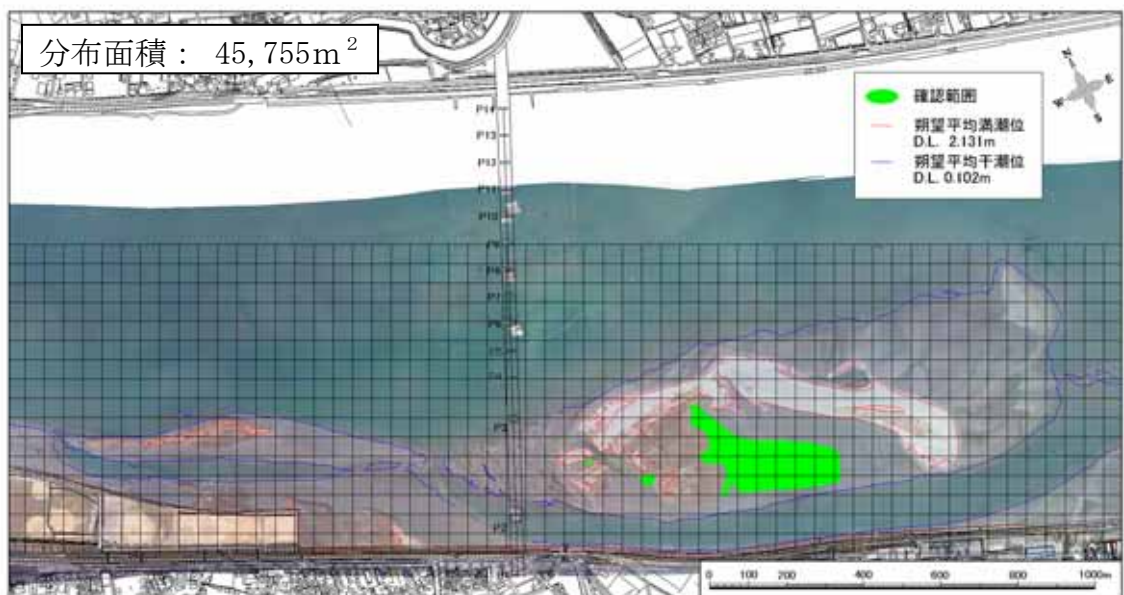 分布面積： 45,755m²
N
E
W
S
確認範囲
朔望平均満潮位
D.L. 2.131m
朔望平均干潮位
D.L. 0.102m
P14
P13
P12
P11
P10
P9
P8
P7
P6
P5
P4
P3
P2
0 100 200 400 600 800 1000m